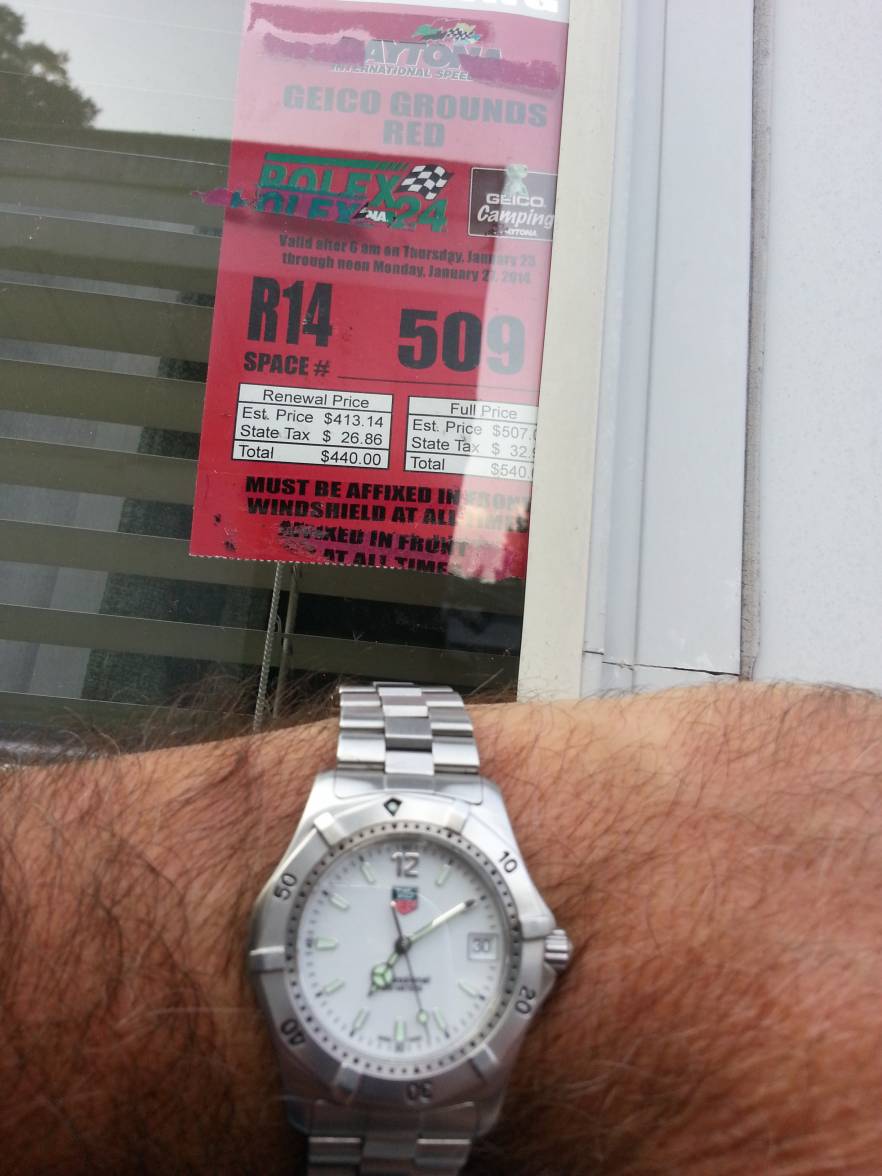 DAYTONA
INTERNATIONAL
GEICO GROUNDS
RED
ROLEX
24
GEICO
Camping
DAYTONA
Valid after 6 am on Thursday, January 23
through noon Monday, January 27, 2014
R14
509
SPACE #
Renewal Price
Est. Price $413.14
State Tax $ 26.86
Total $440.00
Full Price
Est. Price
State Tax
Total
MUST BE AFFIXED IN FRONT
WINDSHIELD AT ALL TIMES
AFFIXED IN FRONT
AT ALL TIMES
12
10
50
30
20
40
30